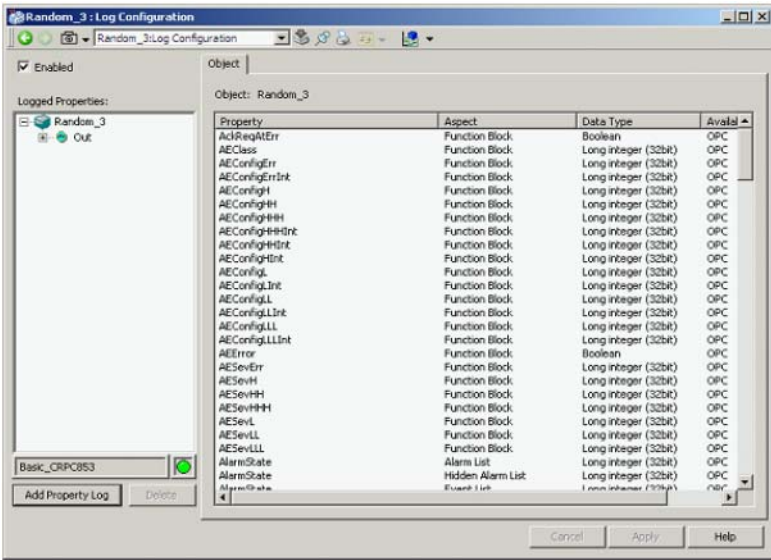 Random_3 : Log Configuration
Random_3:Log Configuration
Enabled
Object
Logged Properties:
Object: Random_3
Random_3
Out
Property Aspect Data Type Availal
AckReqAtErr Function Block Boolean OPC
AEClass Function Block Long integer (32bit) OPC
AEConfigErr Function Block Long integer (32bit) OPC
AEConfigErrInt Function Block Long integer (32bit) OPC
AEConfigH Function Block Long integer (32bit) OPC
AEConfigHH Function Block Long integer (32bit) OPC
AEConfigHHH Function Block Long integer (32bit) OPC
AEConfigHHHInt Function Block Long integer (32bit) OPC
AEConfigHHInt Function Block Long integer (32bit) OPC
AEConfigHInt Function Block Long integer (32bit) OPC
AEConfigL Function Block Long integer (32bit) OPC
AEConfigLInt Function Block Long integer (32bit) OPC
AEConfigLL Function Block Long integer (32bit) OPC
AEConfigLLInt Function Block Long integer (32bit) OPC
AEConfigLLL Function Block Long integer (32bit) OPC
AEConfigLLLInt Function Block Long integer (32bit) OPC
AEError Function Block Boolean OPC
AESevErr Function Block Long integer (32bit) OPC
AESevH Function Block Long integer (32bit) OPC
AESevHH Function Block Long integer (32bit) OPC
AESevHHH Function Block Long integer (32bit) OPC
AESevL Function Block Long integer (32bit) OPC
AESevLL Function Block Long integer (32bit) OPC
AESevLLL Function Block Long integer (32bit) OPC
AlarmState Alarm List Long integer (32bit) OPC
AlarmState Hidden Alarm List Long integer (32bit) OPC
AlarmState Event List Long integer (32bit) OPC
Basic_CRPC853
Add Property Log Delete
Cancel Apply Help